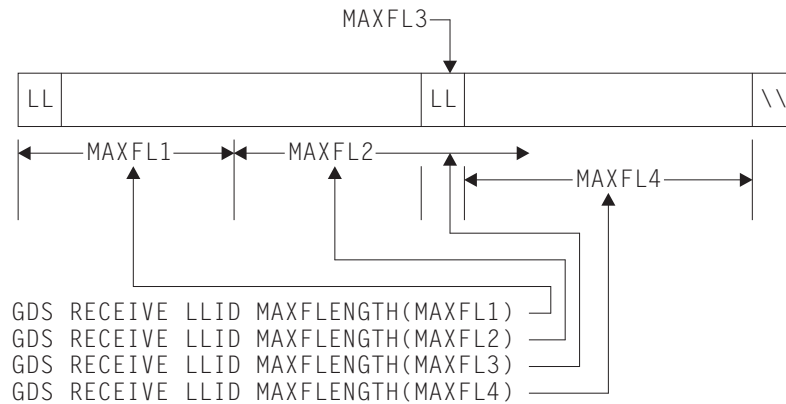 MAXFL3
LL LL \\
MAXFL1 MAXFL2
MAXFL4
GDS RECEIVE LLID MAXFLENGTH(MAXFL1)
GDS RECEIVE LLID MAXFLENGTH(MAXFL2)
GDS RECEIVE LLID MAXFLENGTH(MAXFL3)
GDS RECEIVE LLID MAXFLENGTH(MAXFL4)